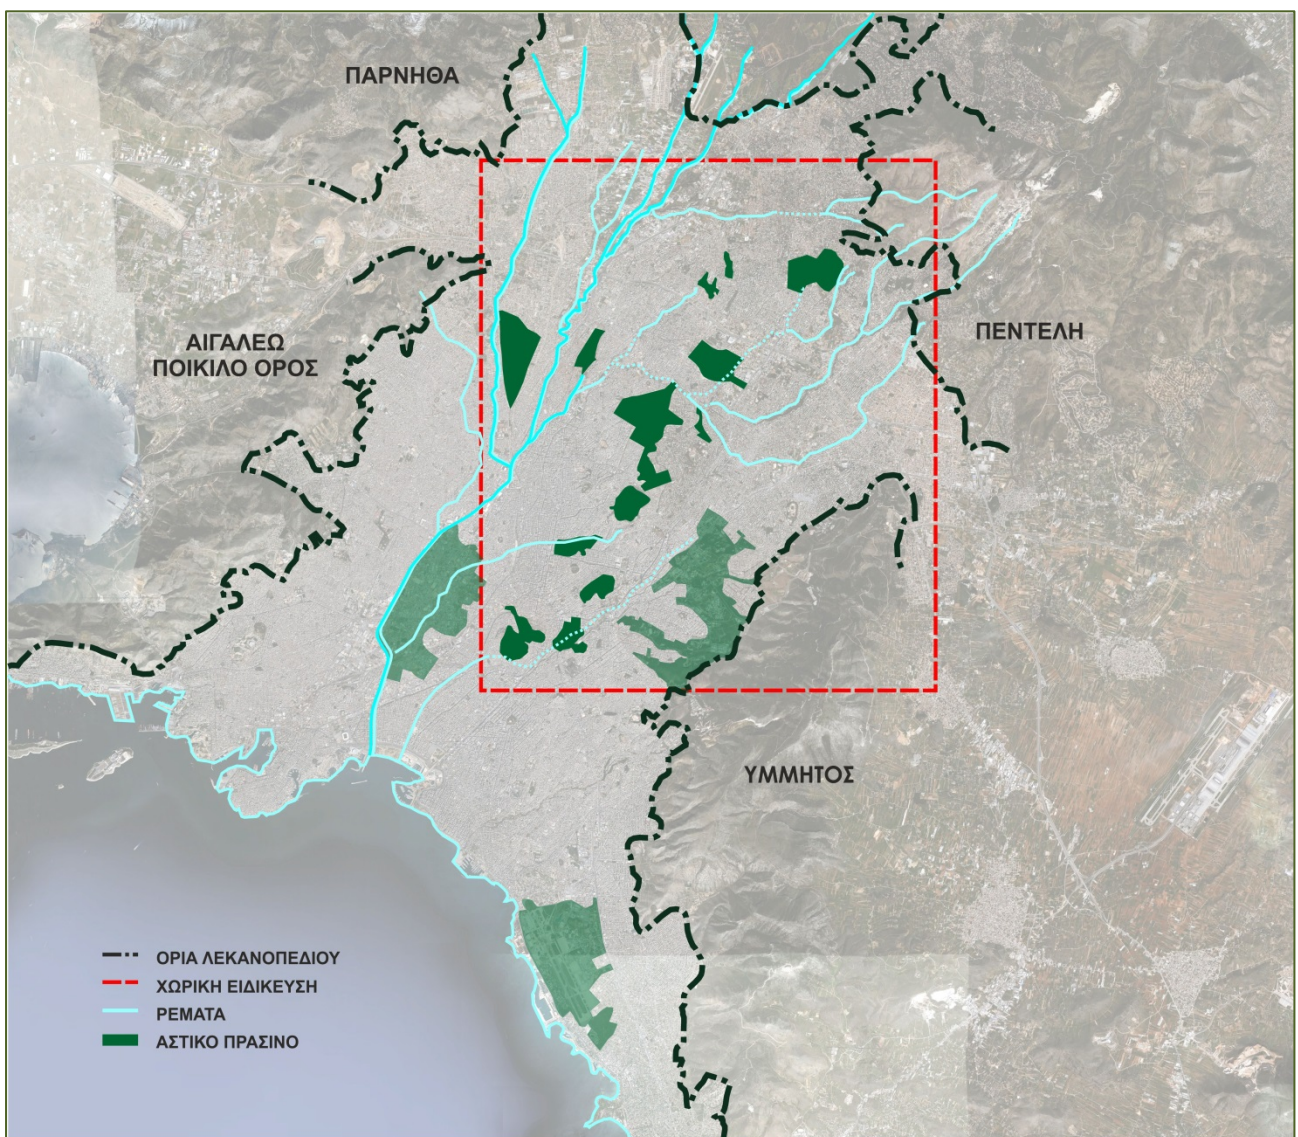 ΠΑΡΝΗΘΑ
ΑΙΓΑΛΕΩ
ΠΟΙΚΙΛΟ ΟΡΟΣ
ΠΕΝΤΕΛΗ
ΥΜΜΗΤΟΣ
ΟΡΙΑ ΛΕΚΑΝΟΠΕΔΙΟΥ
ΧΩΡΙΚΗ ΕΙΔΙΚΕΥΣΗ
ΡΕΜΑΤΑ
ΑΣΤΙΚΟ ΠΡΑΣΙΝΟ